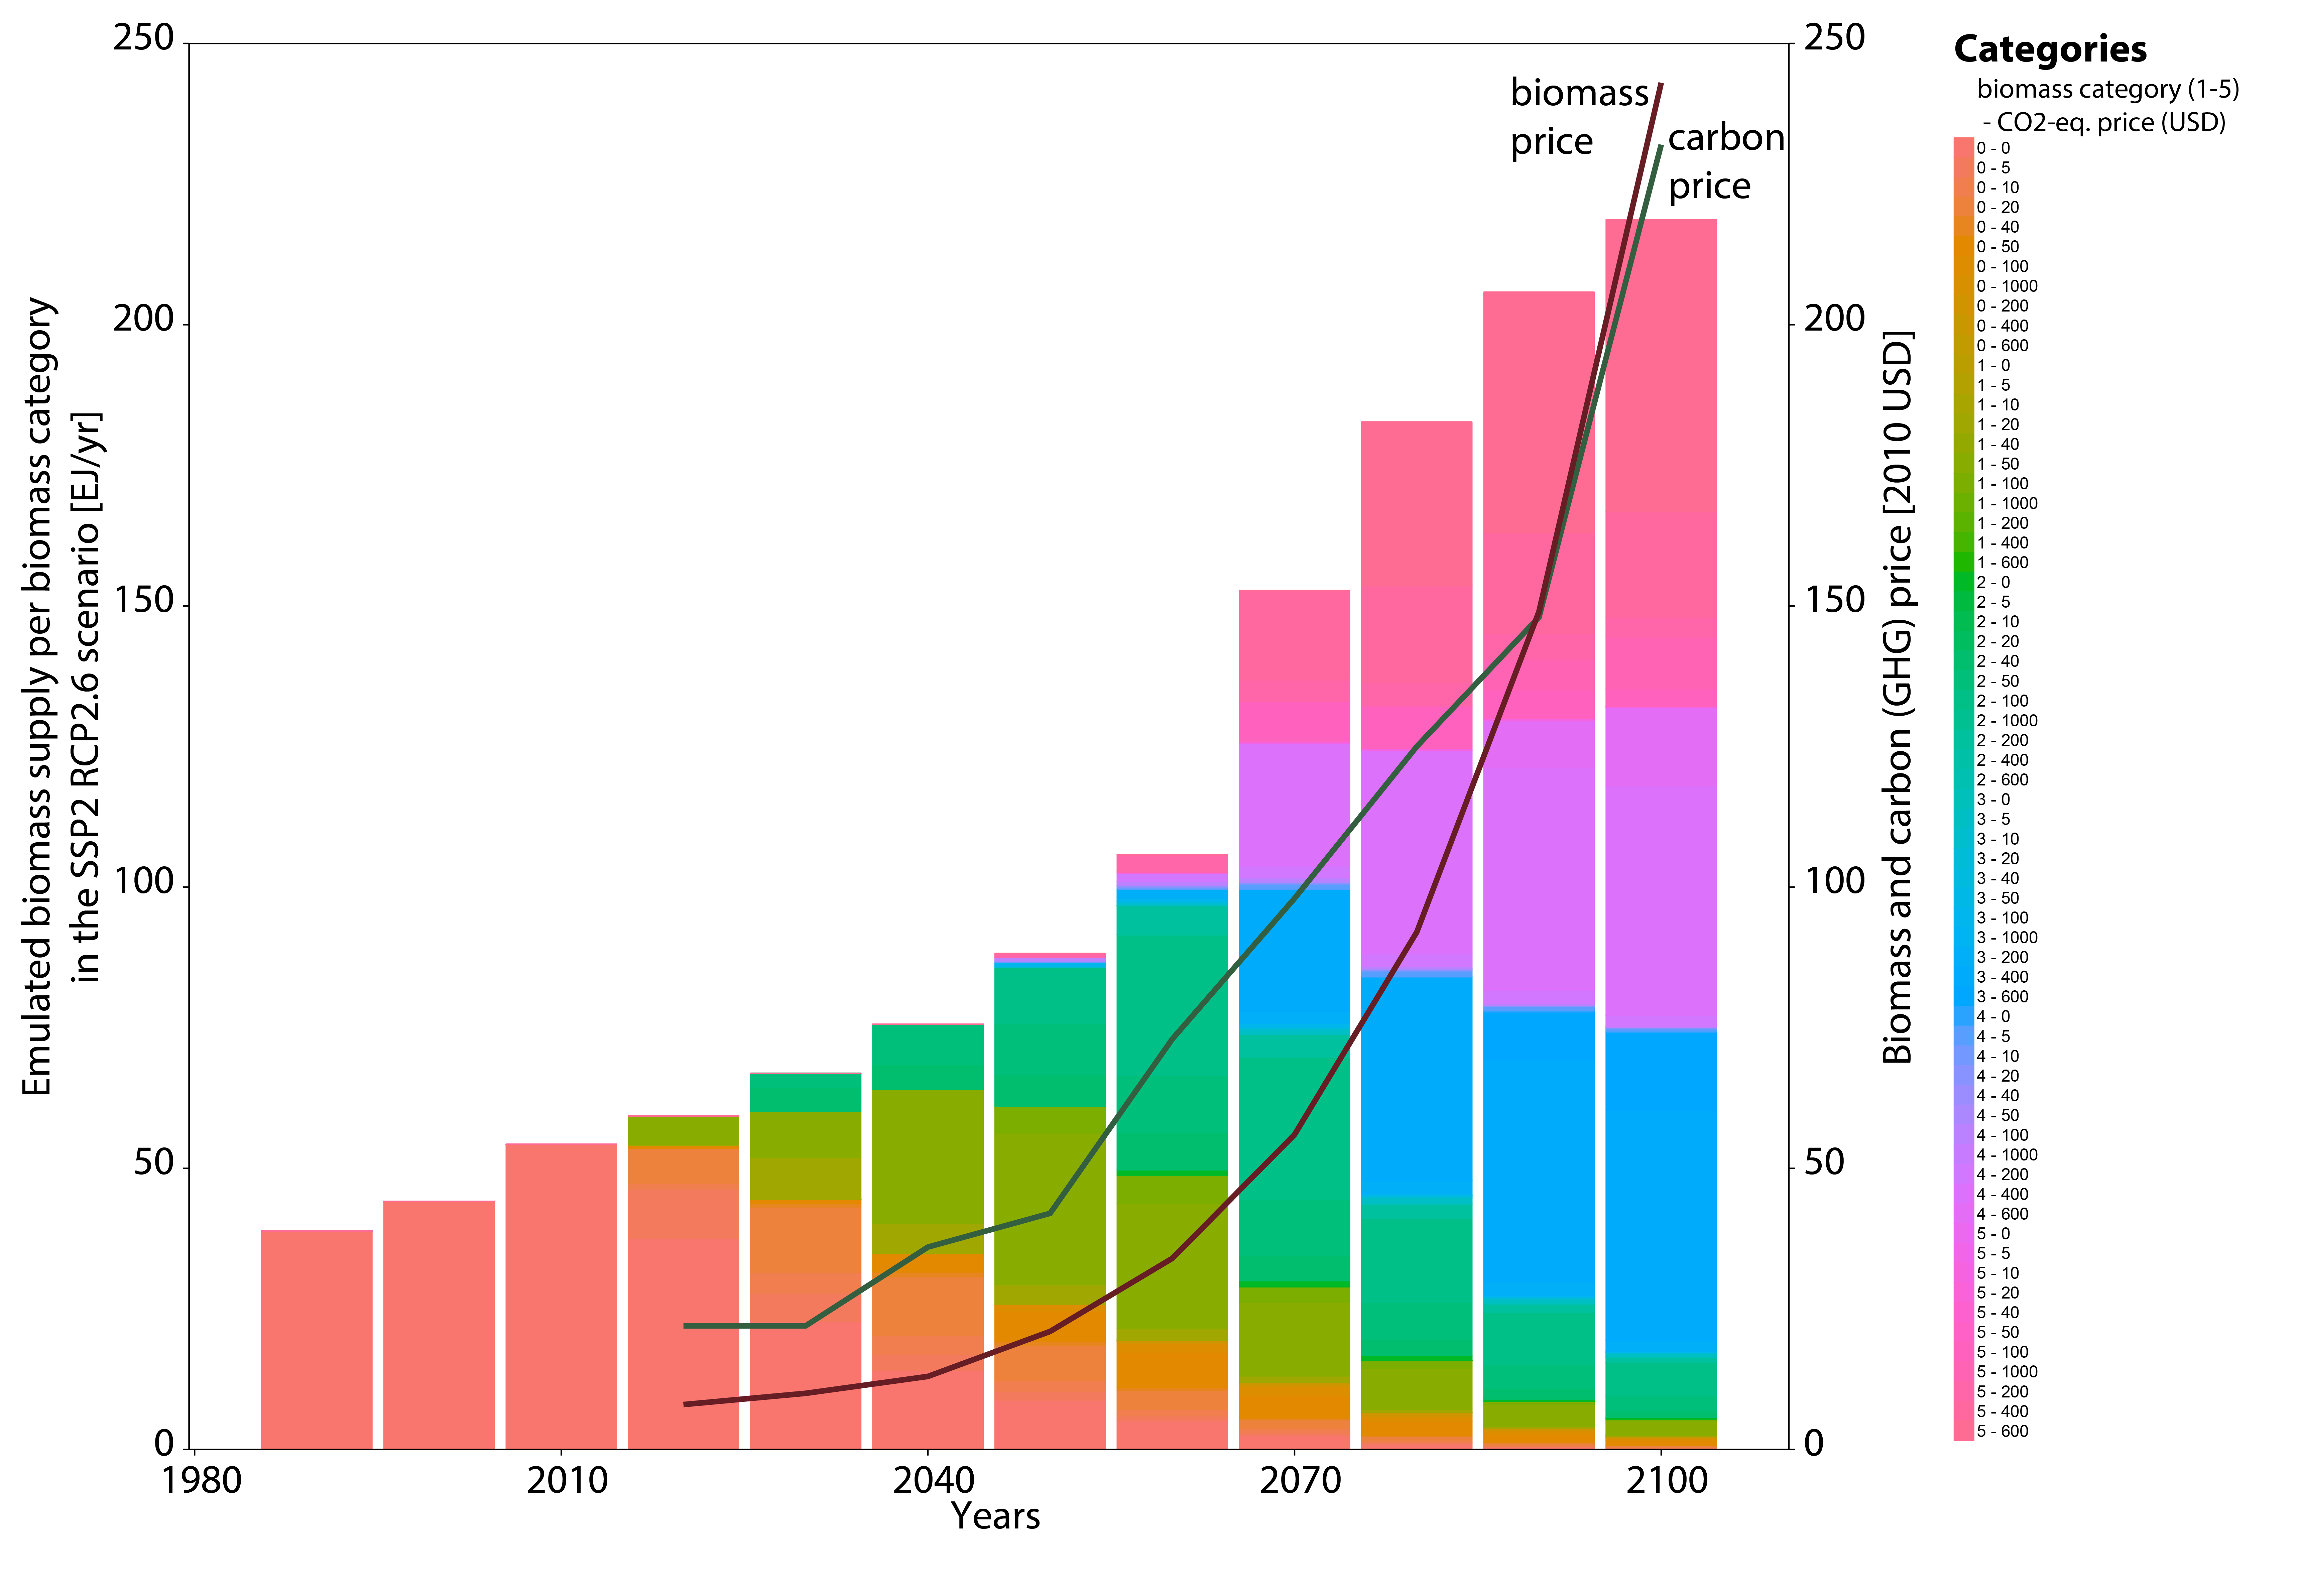 250
200
150
100
50
0
Emulated biomass supply per biomass category
in the SSP2 RCP2.6 scenario [EJ/yr]
1980
2010
2040
2070
2100
Years
biomass
price
carbon
price
250
200
150
100
50
0
Biomass and carbon (GHG) price [2010 USD]
Categories
biomass category (1-5)
- CO2-eq. price (USD)
0 - 0
0 - 5
0 - 10
0 - 20
0 - 40
0 - 50
0 - 100
0 - 1000
0 - 200
0 - 400
0 - 600
1 - 0
1 - 5
1 - 10
1 - 20
1 - 40
1 - 50
1 - 100
1 - 1000
1 - 200
1 - 400
1 - 600
2 - 0
2 - 5
2 - 10
2 - 20
2 - 40
2 - 50
2 - 100
2 - 1000
2 - 200
2 - 400
2 - 600
3 - 0
3 - 5
3 - 10
3 - 20
3 - 40
3 - 50
3 - 100
3 - 1000
3 - 200
3 - 400
3 - 600
4 - 0
4 - 5
4 - 10
4 - 20
4 - 40
4 - 50
4 - 100
4 - 1000
4 - 200
4 - 400
4 - 600
5 - 0
5 - 5
5 - 10
5 - 20
5 - 40
5 - 50
5 - 100
5 - 1000
5 - 200
5 - 400
5 - 600